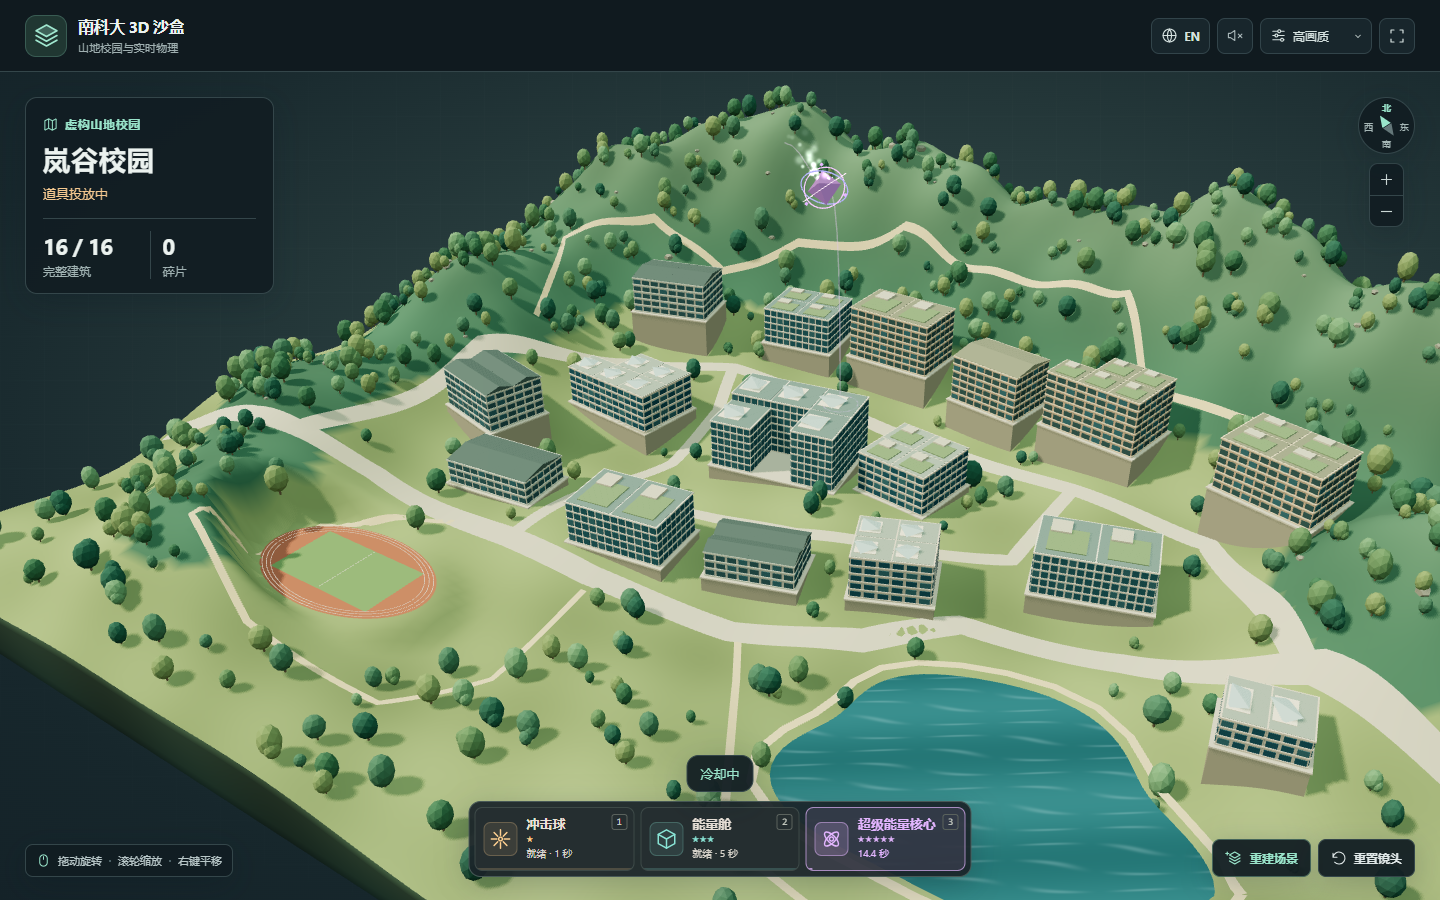 南科大 3D 沙盒
山地校园与实时物理
EN
高画质
虚构山地校园
岚谷校园
道具投放中
16 / 16
完整建筑
0
碎片
北
西
东
南
+
−
冷却中
冲击球
1
★
就绪 · 1 秒
能量舱
2
★★★
就绪 · 5 秒
超级能量核心
3
★★★★★
14.4 秒
拖动旋转 · 滚轮缩放 · 右键平移
重建场景
重置镜头